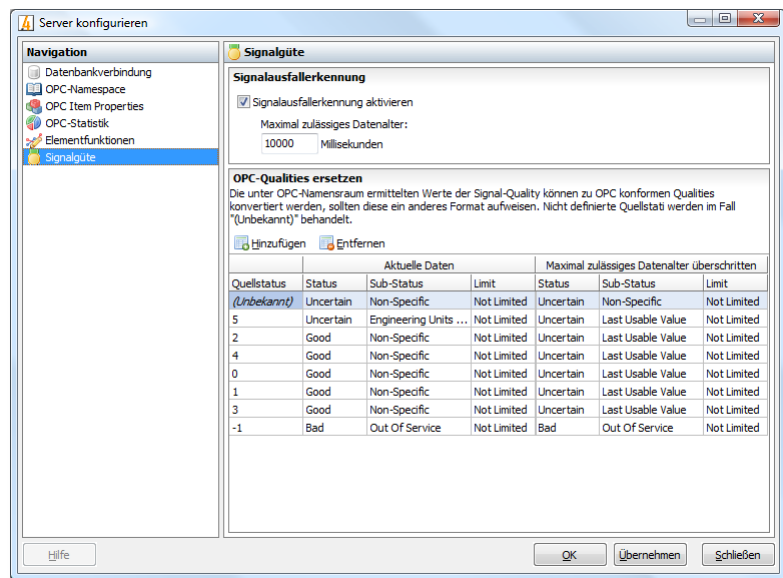 Server konfigurieren
Navigation
Datenbankverbindung
OPC-Namespace
OPC Item Properties
OPC-Statistik
Elementfunktionen
Signalgüte
Signalgüte
Signalausfallerkennung
Signalausfallerkennung aktivieren
Maximal zulässiges Datenalter:
10000 Millisekunden
OPC-Qualities ersetzen
Die unter OPC-Namensraum ermittelten Werte der Signal-Quality können zu OPC konformen Qualities
konvertiert werden, sollten diese ein anderes Format aufweisen. Nicht definierte Quellstati werden im Fall
"(Unbekannt)" behandelt.
Hinzufügen Entfernen
Aktuelle Daten Maximal zulässiges Datenalter überschritten
Quellstatus Status Sub-Status Limit Status Sub-Status Limit
(Unbekannt) Uncertain Non-Specific Not Limited Uncertain Non-Specific Not Limited
5 Uncertain Engineering Units ... Not Limited Uncertain Last Usable Value Not Limited
2 Good Non-Specific Not Limited Uncertain Last Usable Value Not Limited
4 Good Non-Specific Not Limited Uncertain Last Usable Value Not Limited
0 Good Non-Specific Not Limited Uncertain Last Usable Value Not Limited
1 Good Non-Specific Not Limited Uncertain Last Usable Value Not Limited
3 Good Non-Specific Not Limited Uncertain Last Usable Value Not Limited
-1 Bad Out Of Service Not Limited Bad Out Of Service Not Limited
Hilfe OK Übernehmen Schließen